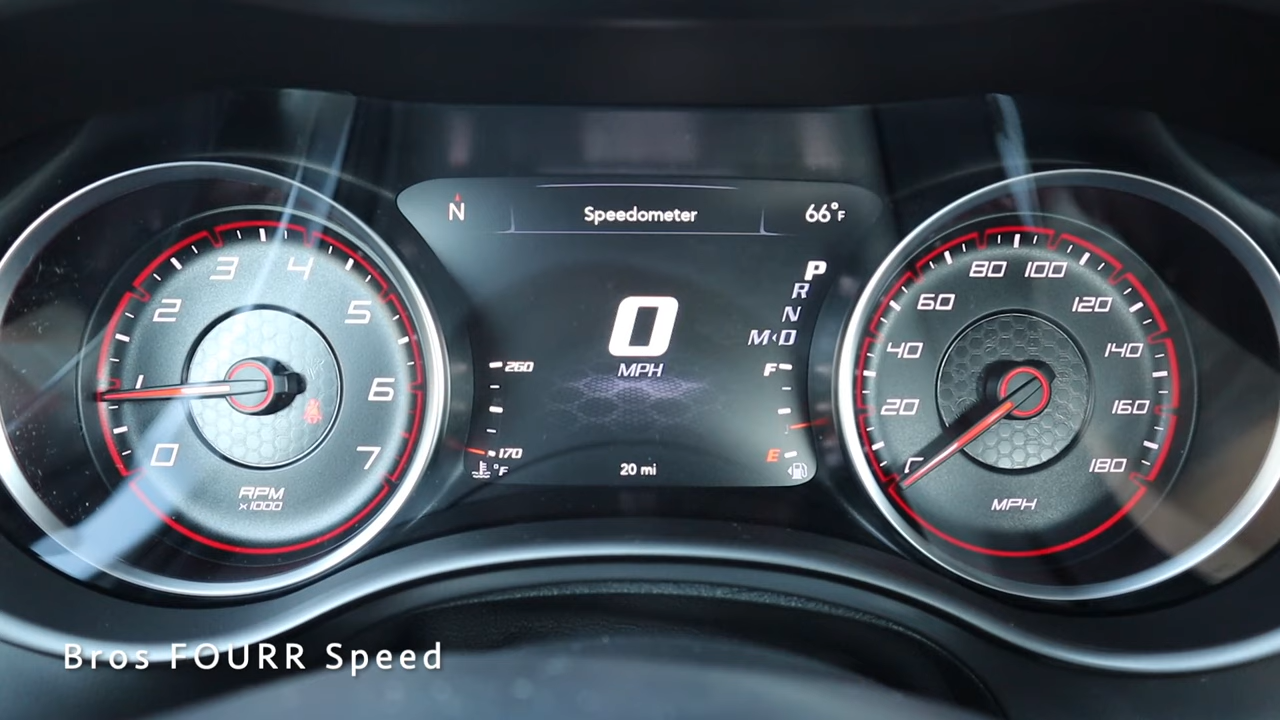 N Speedometer 66°F
P
R
N
M‹D
0
MPH
260
170
°F
F
E
20 mi
0
1
2
3
4
5
6
7
RPM
x1000
20
40
60
80
100
120
140
160
180
MPH
Bros FOURR Speed